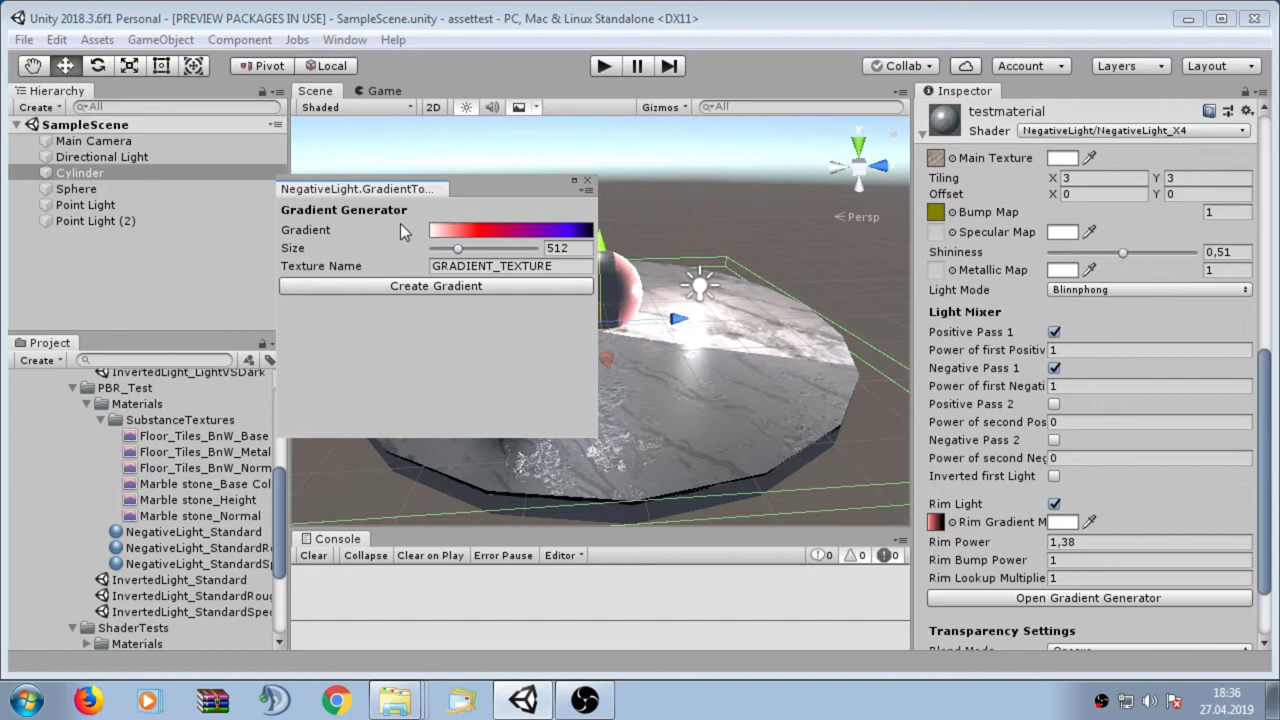 Unity 2018.3.6f1 Personal - [PREVIEW PACKAGES IN USE] - SampleScene.unity - assettest - PC, Mac & Linux Standalone <DX11>
File Edit Assets GameObject Component Jobs Window Help
Pivot Local Collab Account Layers Layout
Hierarchy
Create All
SampleScene
Main Camera
Directional Light
Cylinder
Sphere
Point Light
Point Light (2)
Scene Game
Shaded 2D Gizmos All
y
Persp
NegativeLight.GradientTo...
Gradient Generator
Gradient
Size 512
Texture Name GRADIENT_TEXTURE
Create Gradient
Project
Create
InvertedLight_LightVSDark
PBR_Test
Materials
SubstanceTextures
Floor_Tiles_BnW_Base
Floor_Tiles_BnW_Metal
Floor_Tiles_BnW_Norm
Marble stone_Base Col
Marble stone_Height
Marble stone_Normal
NegativeLight_Standard
NegativeLight_StandardR
NegativeLight_StandardSp
InvertedLight_Standard
InvertedLight_StandardRou
InvertedLight_StandardSpec
ShaderTests
Materials
Console
Clear Collapse Clear on Play Error Pause Editor 0 0 0
Inspector
testmaterial
Shader NegativeLight/NegativeLight_X4
Main Texture
Tiling X 3 Y 3
Offset X 0 Y 0
Bump Map 1
Specular Map
Shininess 0,51
Metallic Map 1
Light Mode Blinnphong
Light Mixer
Positive Pass 1
Power of first Positiv 1
Negative Pass 1
Power of first Negati 1
Positive Pass 2
Power of second Pos 0
Negative Pass 2
Power of second Neg 0
Inverted first Light
Rim Light
Rim Gradient M
Rim Power 1,38
Rim Bump Power 1
Rim Lookup Multiplie 1
Open Gradient Generator
Transparency Settings
Blend Mode Opaque
18:36
27.04.2019